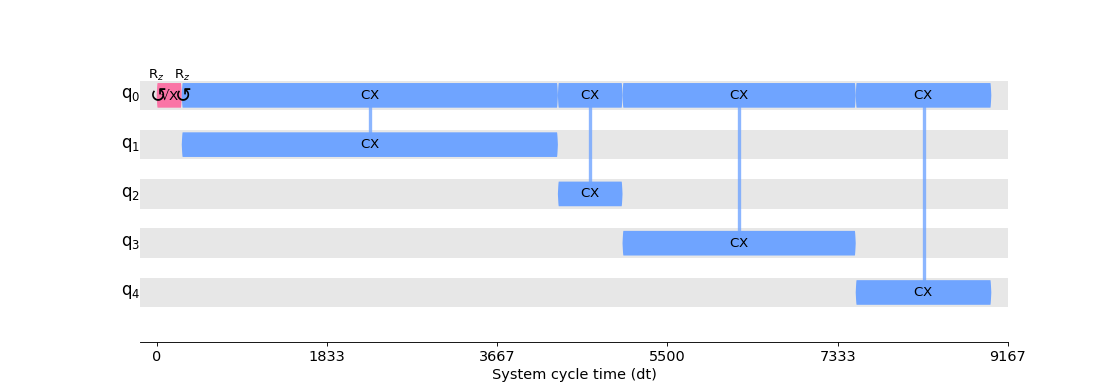 R_z R_z
q_0 √X CX CX CX CX
q_1 CX
q_2 CX
q_3 CX
q_4 CX
0 1833 3667 5500 7333 9167
System cycle time (dt)